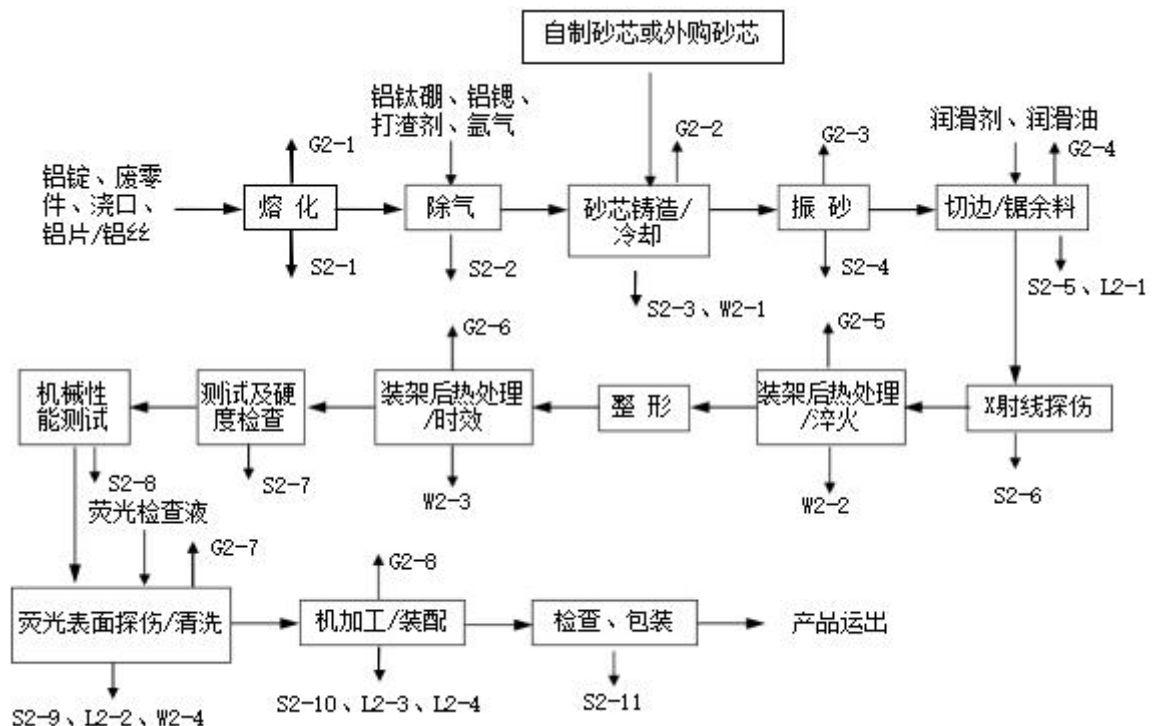 自制砂芯或外购砂芯
铝钛硼、铝锶、
打渣剂、氩气
润滑剂、润滑油
G2-1
G2-2
G2-3
G2-4
铝锭、废零
件、浇口、
铝片/铝丝
熔 化
除气
砂芯铸造/
冷却
振 砂
切边/锯余料
S2-1
S2-2
S2-3、W2-1
S2-4
S2-5、L2-1
G2-6
G2-5
机械性
能测试
测试及硬
度检查
装架后热处理
/时效
整 形
装架后热处理
/淬火
X射线探伤
S2-8
S2-7
W2-3
W2-2
S2-6
荧光检查液
G2-7
G2-8
荧光表面探伤/清洗
机加工/装配
检查、包装
产品运出
S2-9、L2-2、W2-4
S2-10、L2-3、L2-4
S2-11